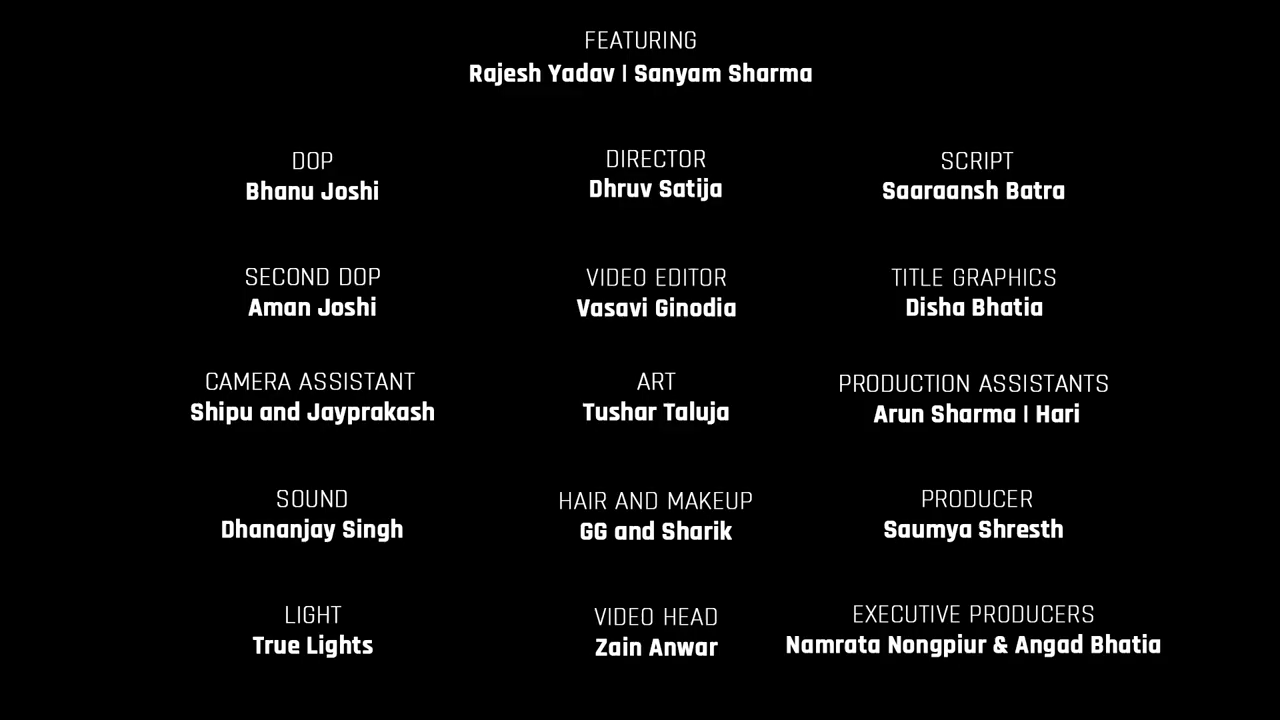 FEATURING
Rajesh Yadav | Sanyam Sharma
DOP
Bhanu Joshi
DIRECTOR
Dhruv Satija
SCRIPT
Saaraansh Batra
SECOND DOP
Aman Joshi
VIDEO EDITOR
Vasavi Ginodia
TITLE GRAPHICS
Disha Bhatia
CAMERA ASSISTANT
Shipu and Jayprakash
ART
Tushar Taluja
PRODUCTION ASSISTANTS
Arun Sharma | Hari
SOUND
Dhananjay Singh
HAIR AND MAKEUP
GG and Sharik
PRODUCER
Saumya Shresth
LIGHT
True Lights
VIDEO HEAD
Zain Anwar
EXECUTIVE PRODUCERS
Namrata Nongpiur & Angad Bhatia